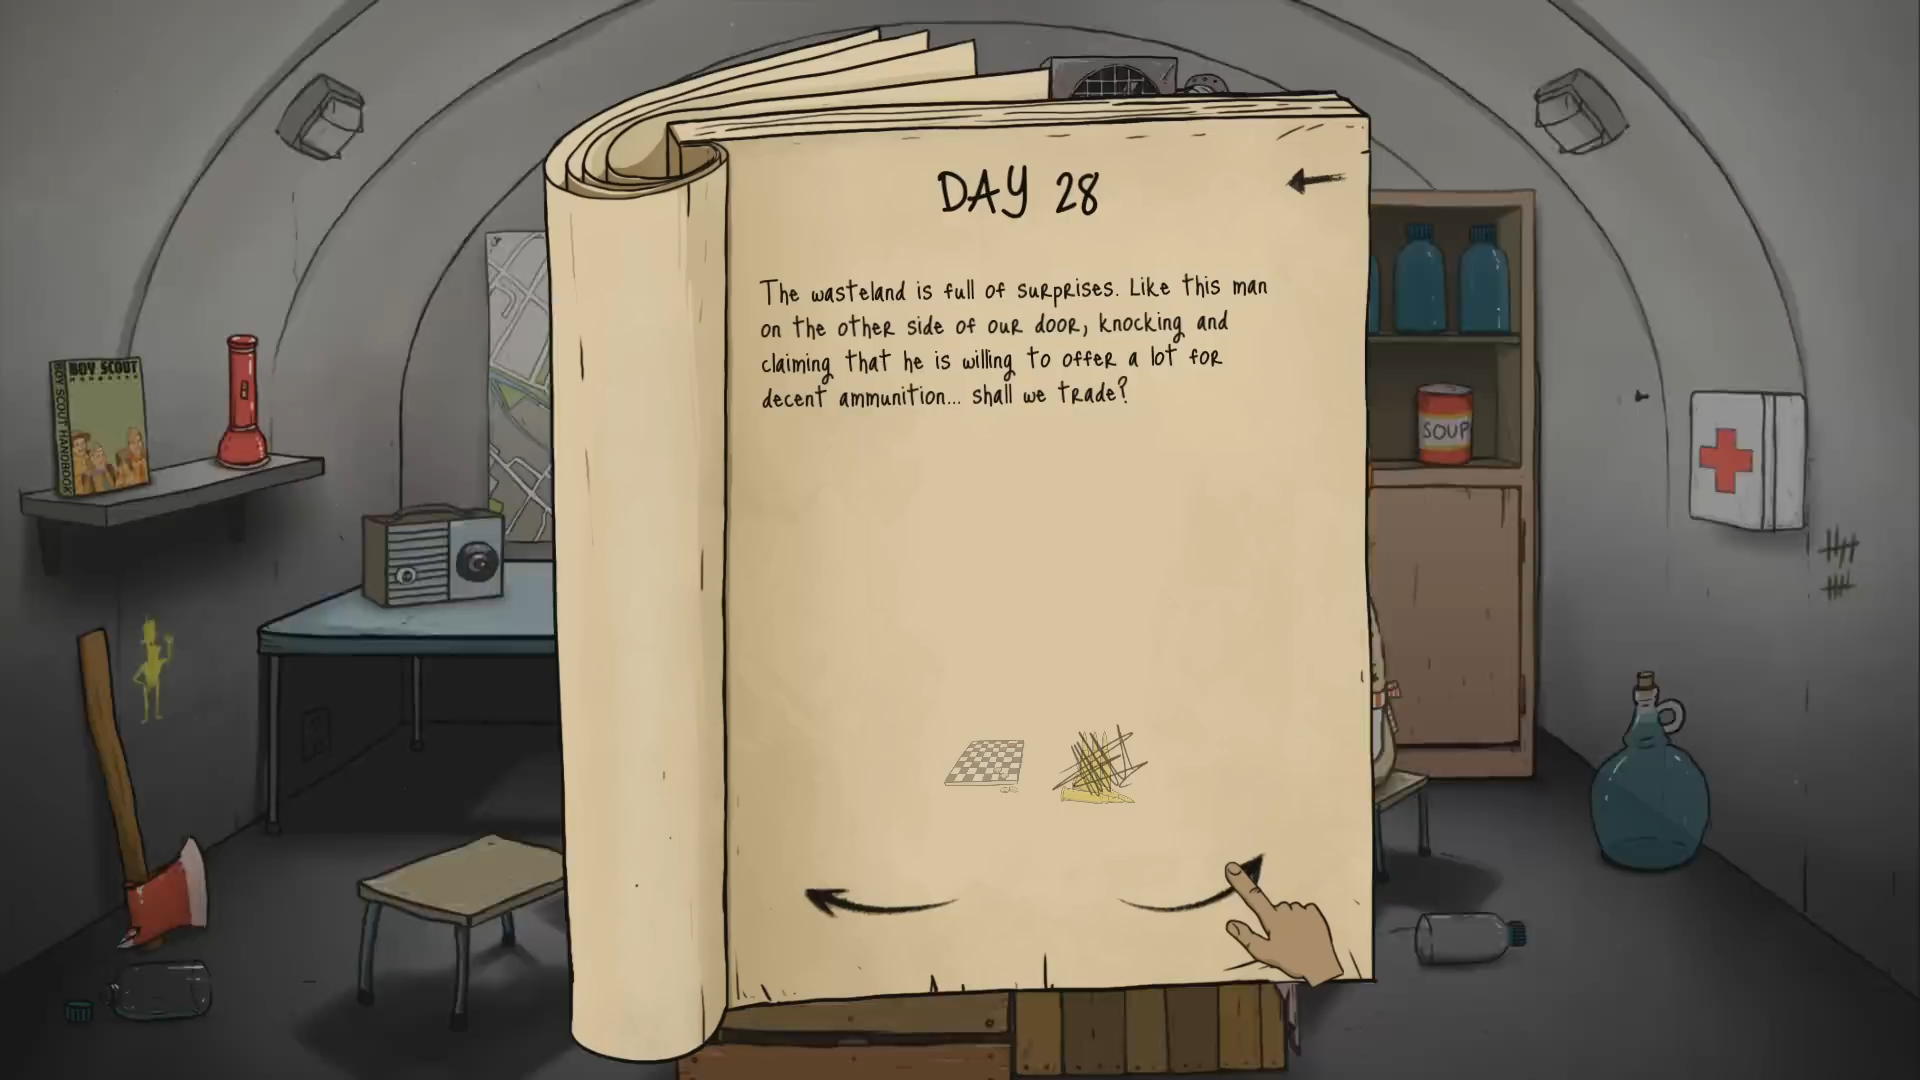 DAY 28
The wasteland is full of surprises. Like this man
on the other side of our door, knocking and
claiming that he is willing to offer a lot for
decent ammunition... shall we trade?
BOY SCOUT
BOY SCOUT HANDBOOK
SOUP